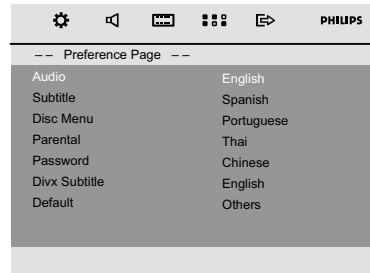 PHILIPS
-- Preference Page --
Audio English
Subtitle Spanish
Disc Menu Portuguese
Parental Thai
Password Chinese
Divx Subtitle English
Default Others